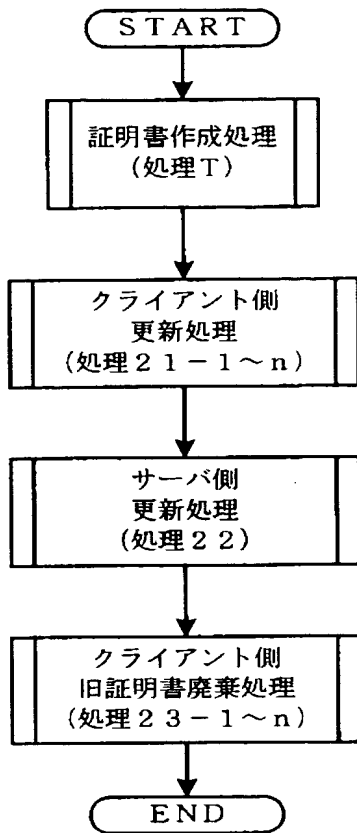 START
証明書作成処理
(処理T)
クライアント側
更新処理
(処理21-1~n)
サーバ側
更新処理
(処理22)
クライアント側
旧証明書廃棄処理
(処理23-1~n)
END